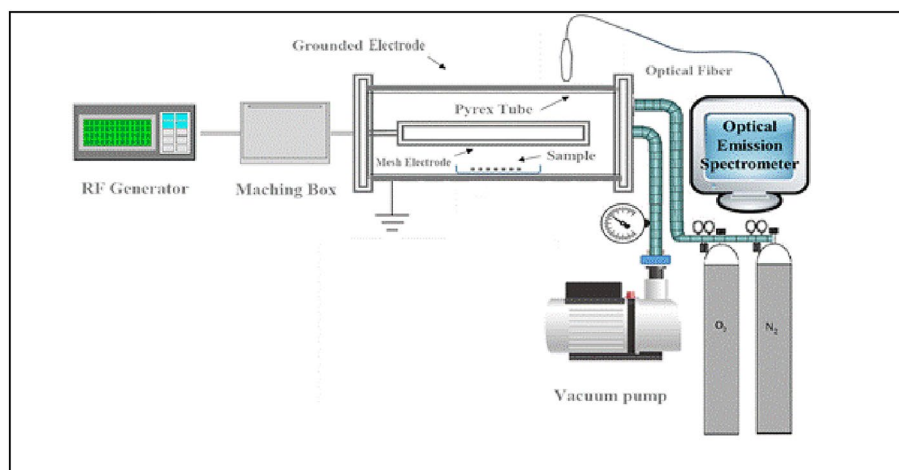 Grounded Electrode
Optical Fiber
Pyrex Tube
Optical
Emission
Spectrometer
Mesh Electrode
Sample
RF Generator
Maching Box
O2
N2
Vacuum pump